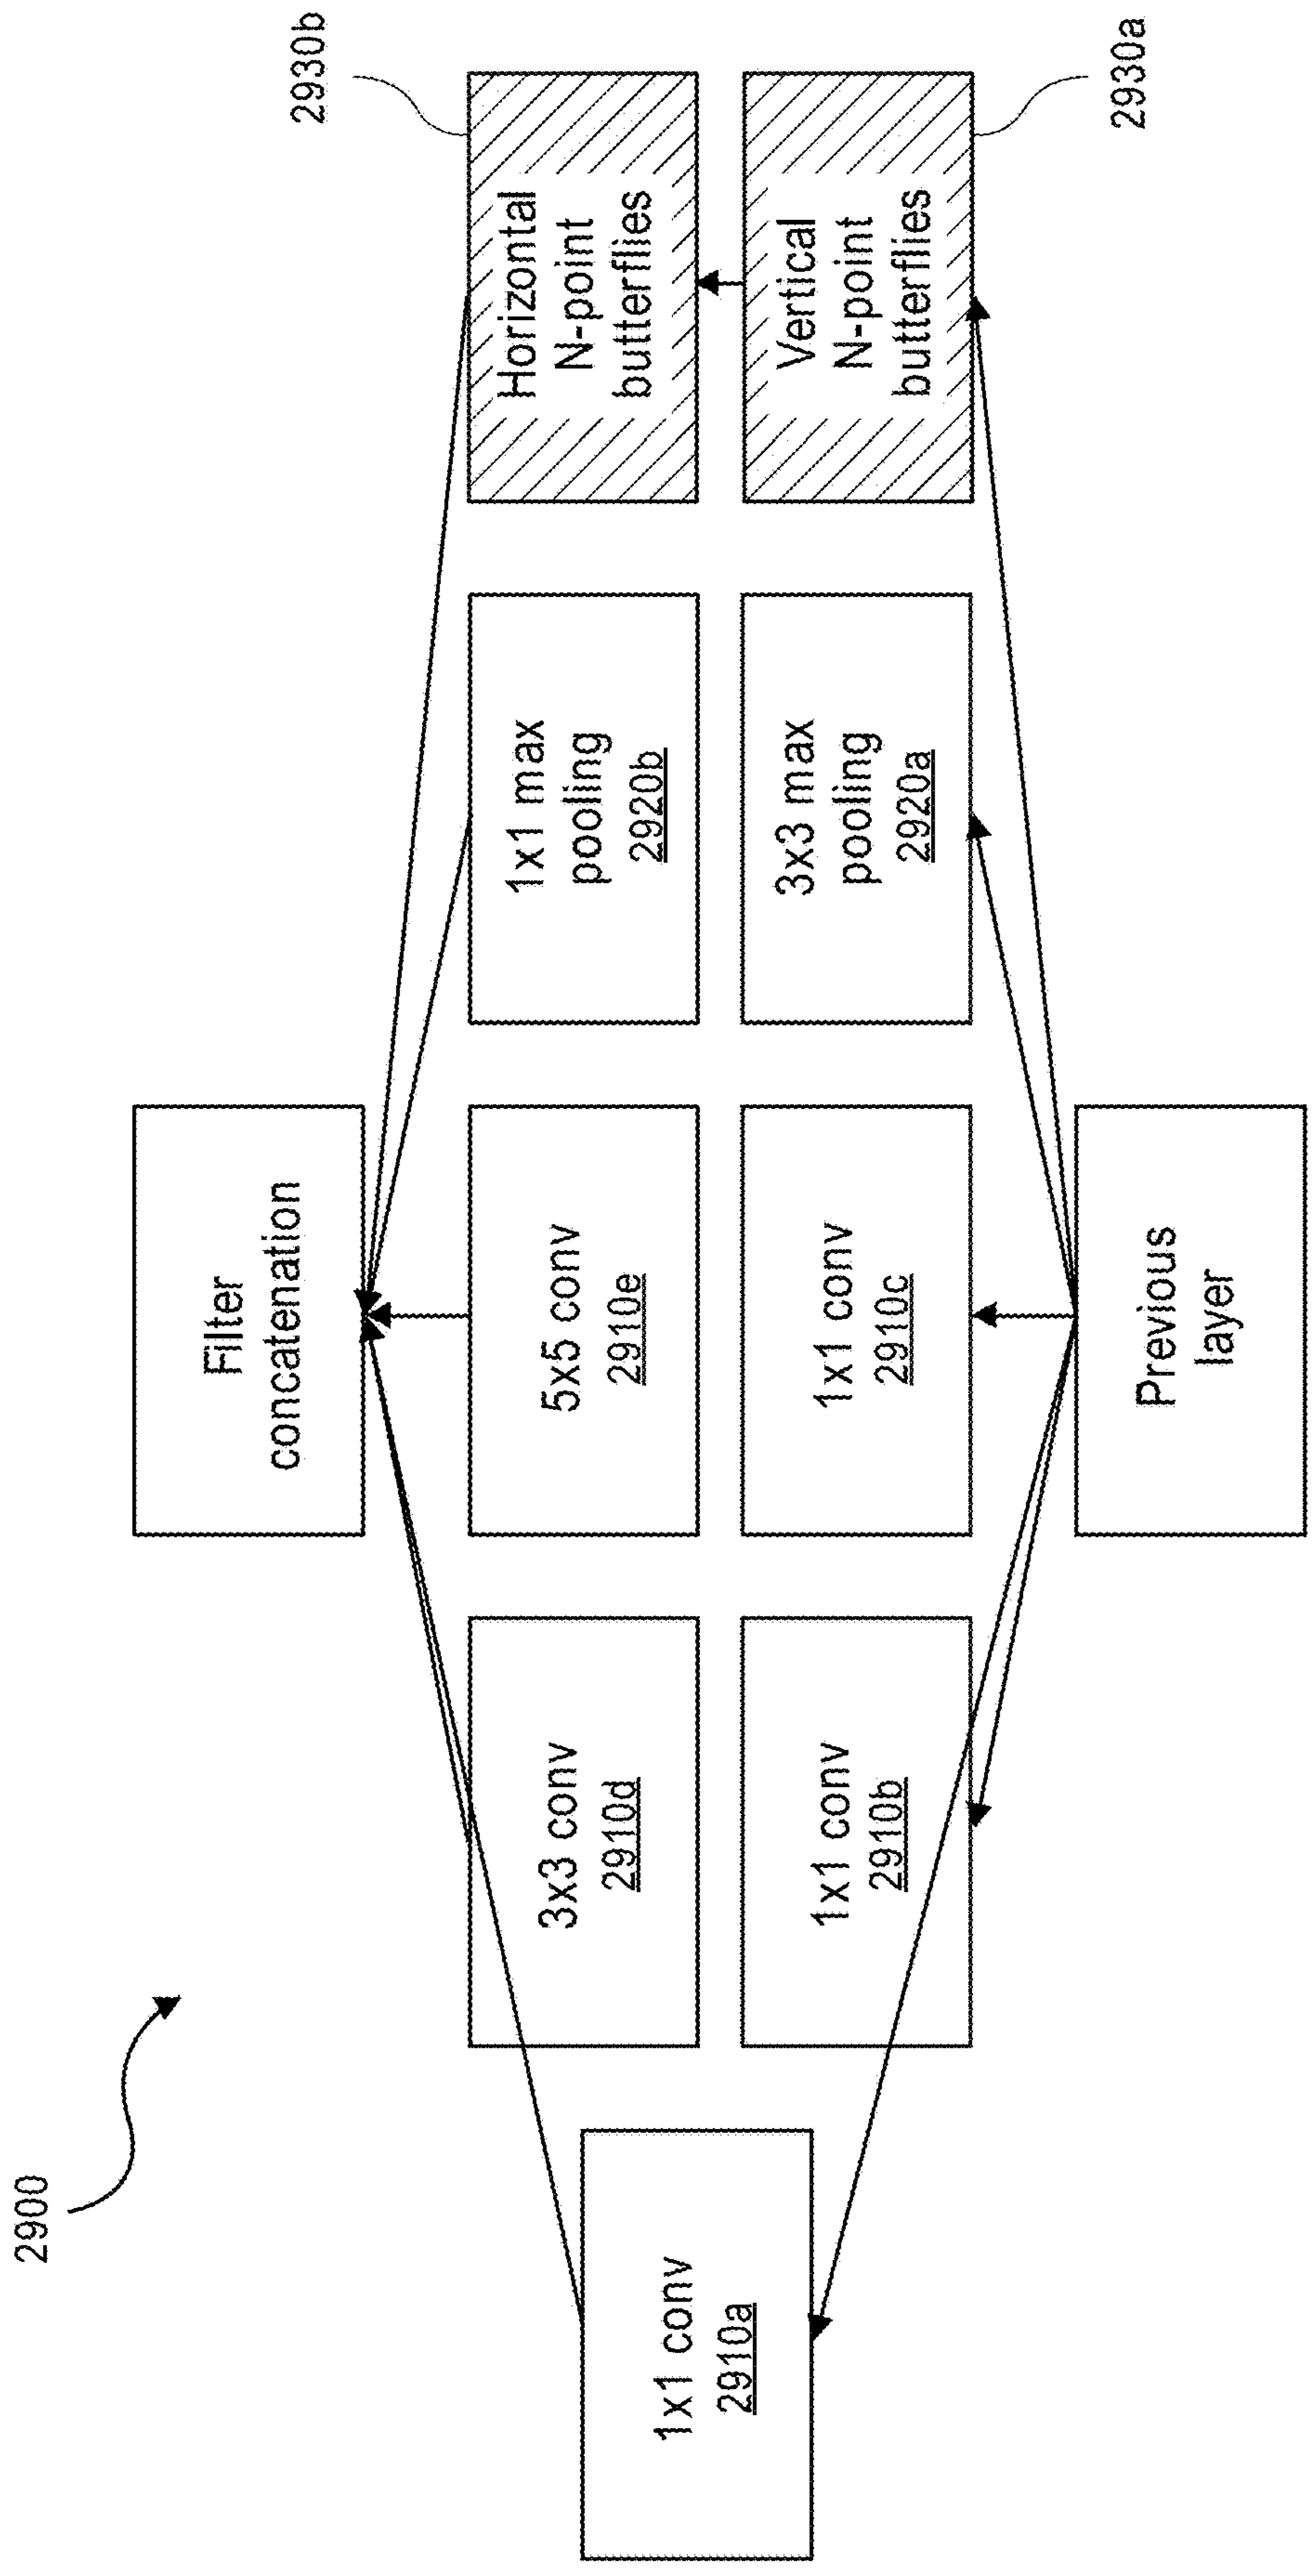 2900
Filter
concatenation
1x1 conv
2910a
3x3 conv
2910d
5x5 conv
2910e
1x1 max
pooling
2920b
Horizontal
N-point
butterflies
2930b
1x1 conv
2910b
1x1 conv
2910c
3x3 max
pooling
2920a
Vertical
N-point
butterflies
2930a
Previous
layer